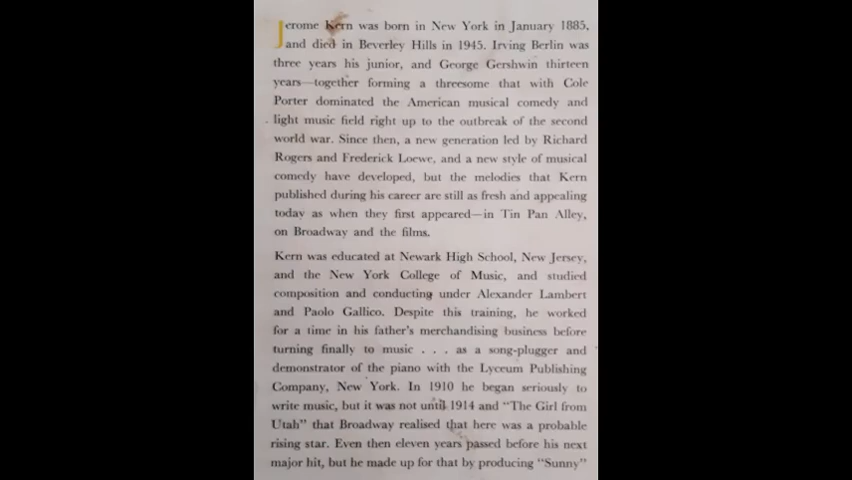 Jerome Kern was born in New York in January 1885,
and died in Beverley Hills in 1945. Irving Berlin was
three years his junior, and George Gershwin thirteen
years—together forming a threesome that with Cole
Porter dominated the American musical comedy and
light music field right up to the outbreak of the second
world war. Since then, a new generation led by Richard
Rogers and Frederick Loewe, and a new style of musical
comedy have developed, but the melodies that Kern
published during his career are still as fresh and appealing
today as when they first appeared—in Tin Pan Alley,
on Broadway and the films.
Kern was educated at Newark High School, New Jersey,
and the New York College of Music, and studied
composition and conducting under Alexander Lambert
and Paolo Gallico. Despite this training, he worked
for a time in his father's merchandising business before
turning finally to music . . . as a song-plugger and
demonstrator of the piano with the Lyceum Publishing
Company, New York. In 1910 he began seriously to
write music, but it was not until 1914 and "The Girl from
Utah" that Broadway realised that here was a probable
rising star. Even then eleven years passed before his next
major hit, but he made up for that by producing "Sunny"